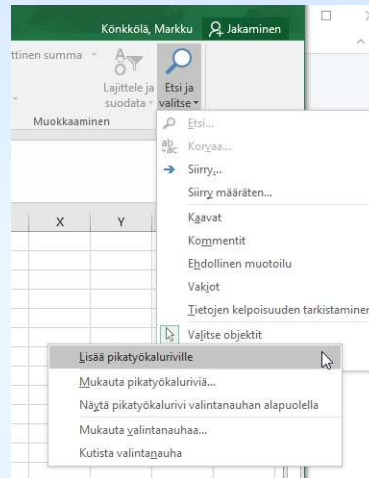 Könkkölä, Markku Jakaminen
ttinen summa
Lajittele ja suodata
Etsi ja valitse
Muokkaaminen
Etsi...
Korvaa...
Siirry...
Siirry määräten...
Kaavat
Kommentit
Ehdollinen muotoilu
Vakiot
Tietojen kelpoisuuden tarkistaminen
Valitse objektit
X Y
Lisää pikatyökaluriville
Mukauta pikatyökaluriviä...
Näytä pikatyökalurivi valintanauhan alapuolella
Mukauta valintanauhaa...
Kutista valintanauha